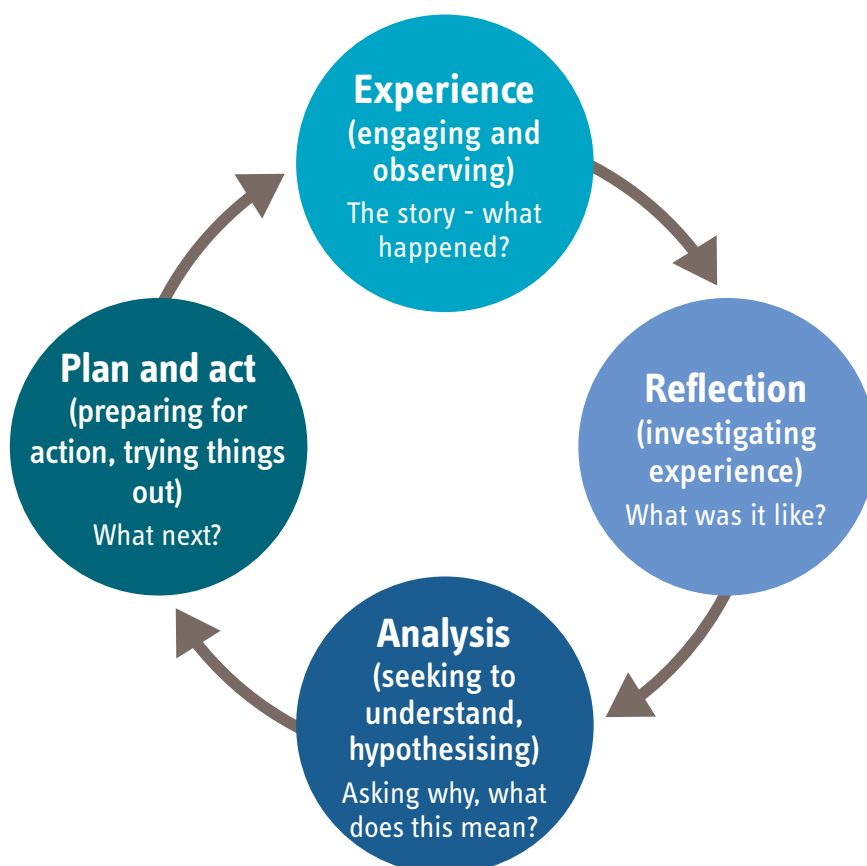 Experience
(engaging and
observing)
The story - what
happened?
Reflection
(investigating
experience)
What was it like?
Analysis
(seeking to
understand,
hypothesising)
Asking why, what
does this mean?
Plan and act
(preparing for
action, trying things
out)
What next?